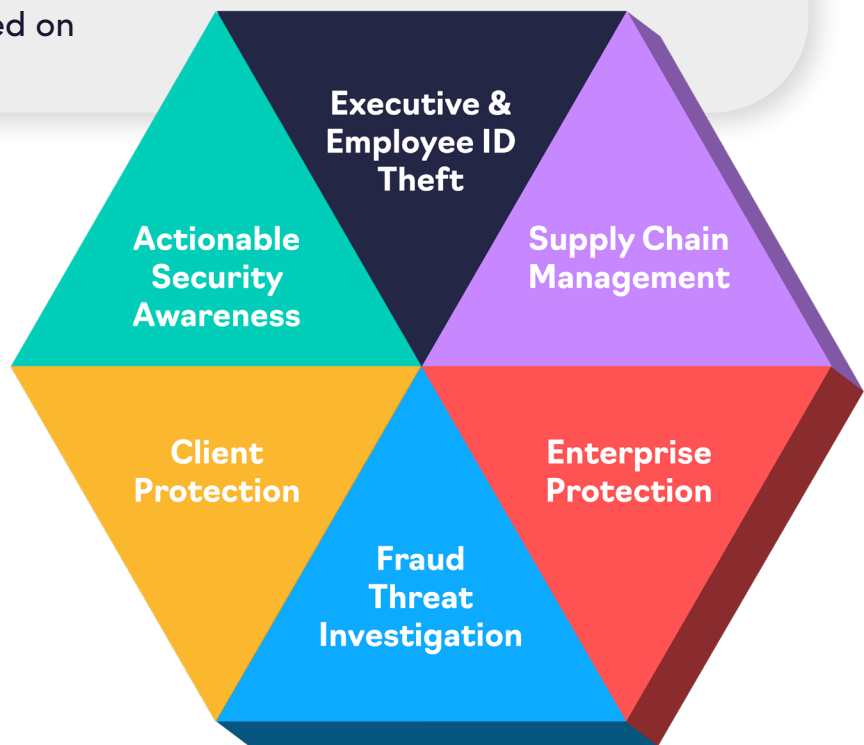 ed on
Executive &
Employee ID
Theft
Actionable
Security
Awareness
Supply Chain
Management
Client
Protection
Enterprise
Protection
Fraud
Threat
Investigation